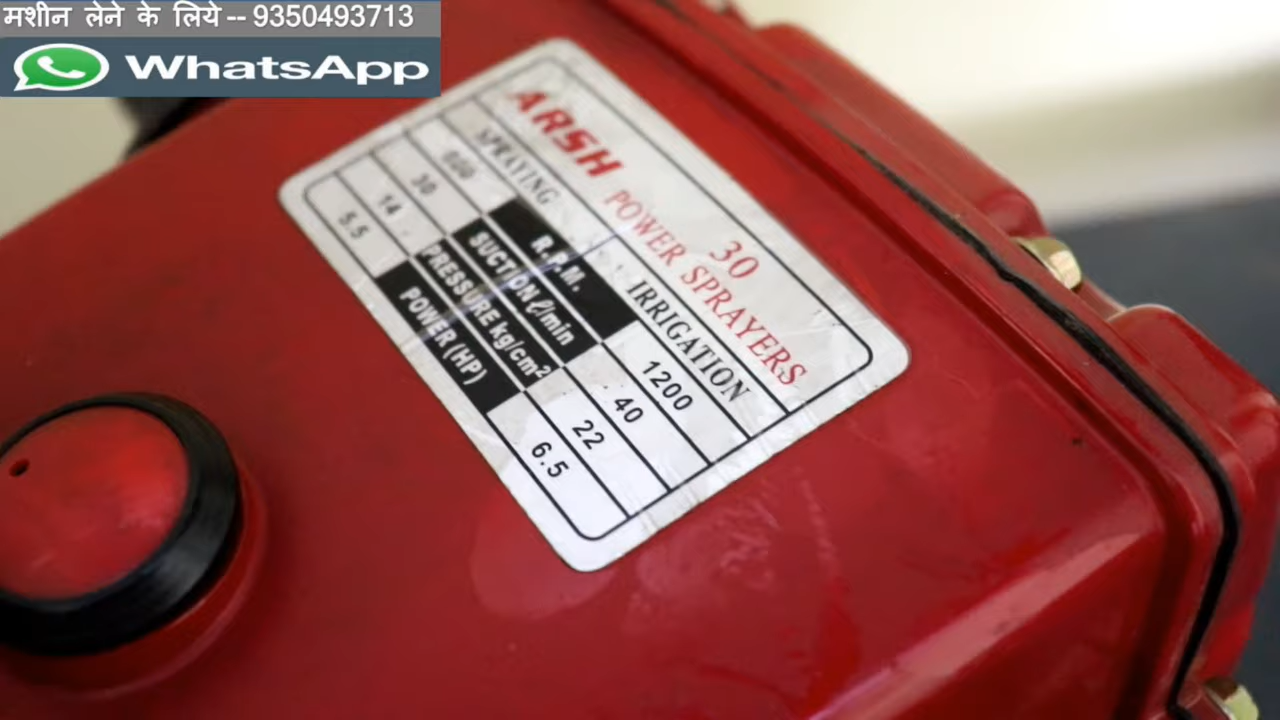 मशीन लेने के लिये -- 9350493713
WhatsApp
ARSH 30
POWER SPRAYERS
SPRAYING IRRIGATION
600 R.P.M. 1200
30 SUCTION ℓ/min 40
14 PRESSURE kg/cm² 22
5.5 POWER (HP) 6.5